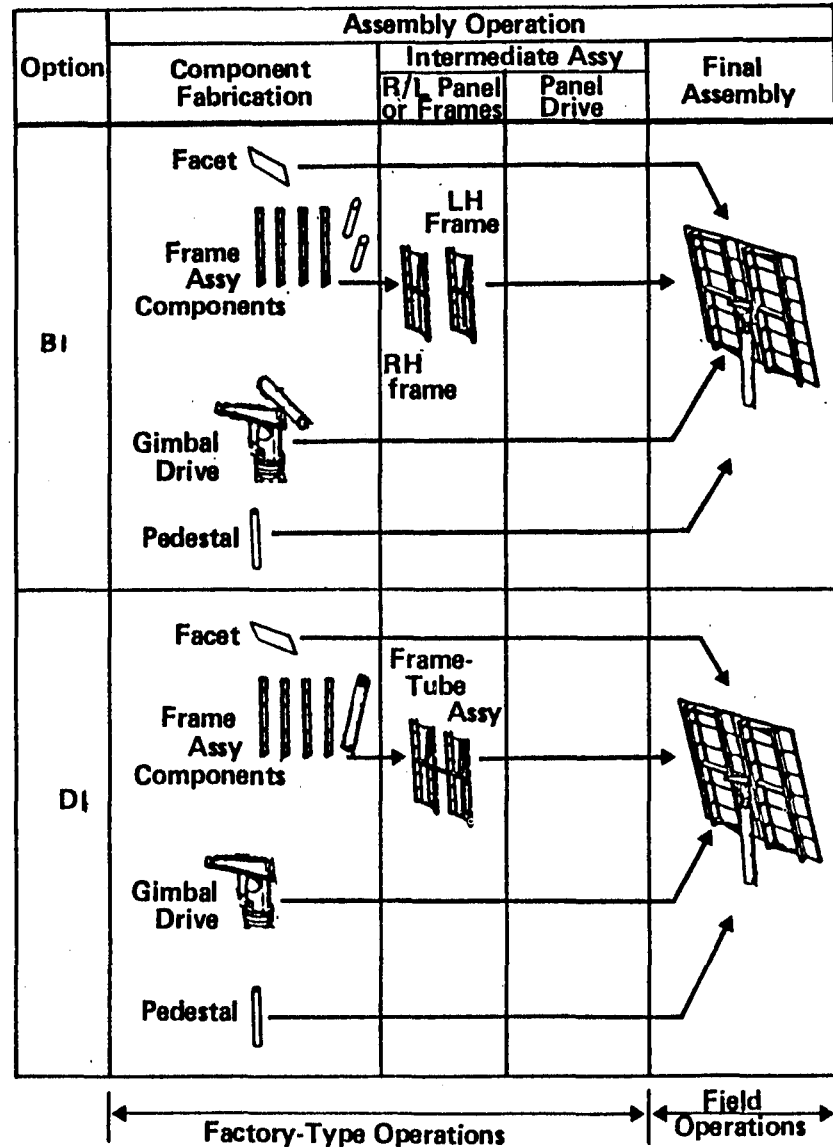 Assembly Operation
Option
Component
Fabrication
Intermediate Assy
R/L Panel
or Frames
Panel
Drive
Final
Assembly
B1
Facet
Frame
Assy
Components
LH
Frame
RH
frame
Gimbal
Drive
Pedestal
D1
Facet
Frame
Assy
Components
Frame-
Tube
Assy
Gimbal
Drive
Pedestal
Factory-Type Operations
Field
Operations